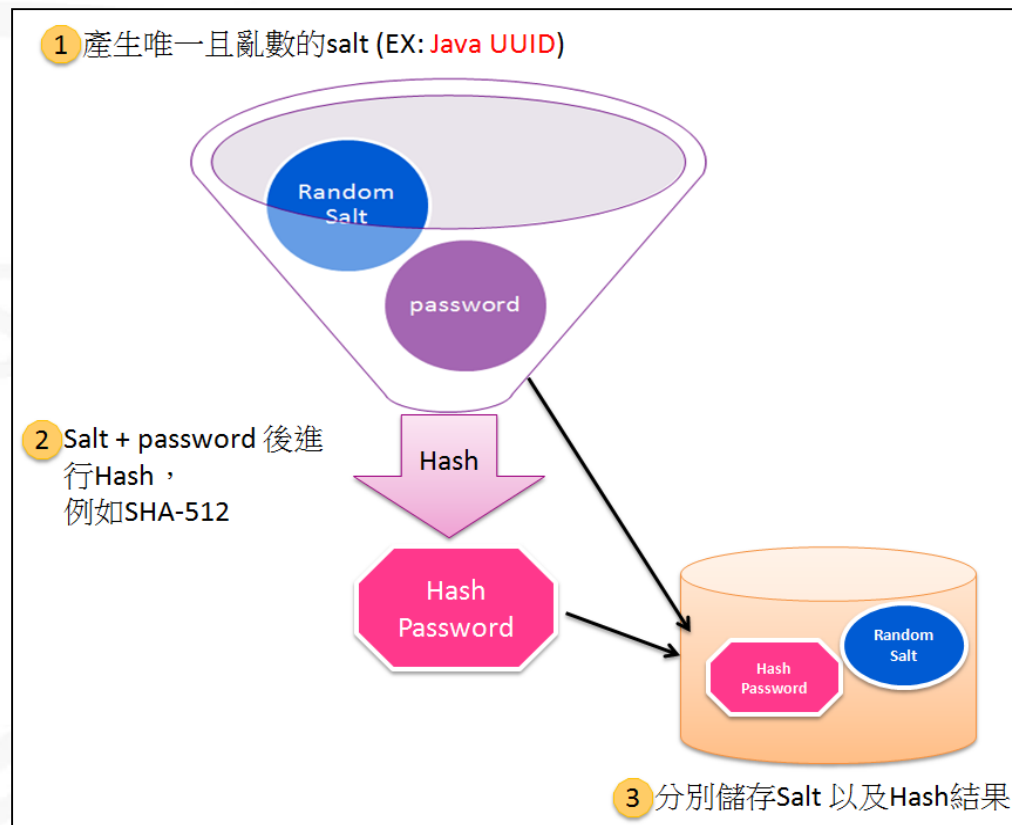 1 產生唯一且亂數的salt (EX: Java UUID)
Random
Salt
password
2 Salt + password 後進
行Hash，
例如SHA-512
Hash
Hash
Password
Random
Salt
Hash
Password
3 分別儲存Salt 以及Hash結果